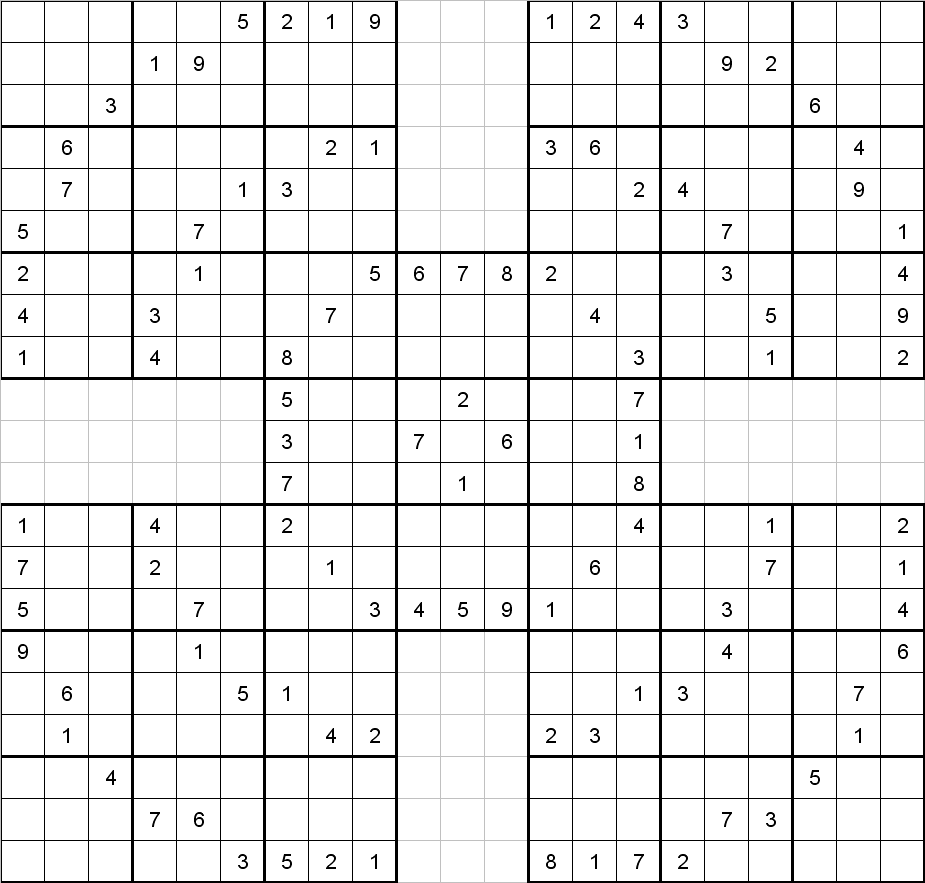 5 2 1 9 1 2 4 3
1 9 9 2
3 6
6 2 1 3 6 4
7 1 3 2 4 9
5 7 7 1
2 1 5 6 7 8 2 3 4
4 3 7 4 5 9
1 4 8 3 1 2
5 2 7
3 7 6 1
7 1 8
1 4 2 4 1 2
7 2 1 6 7 1
5 7 3 4 5 9 1 3 4
9 1 4 6
6 5 1 1 3 7
1 4 2 2 3 1
4 5
7 6 7 3
3 5 2 1 8 1 7 2